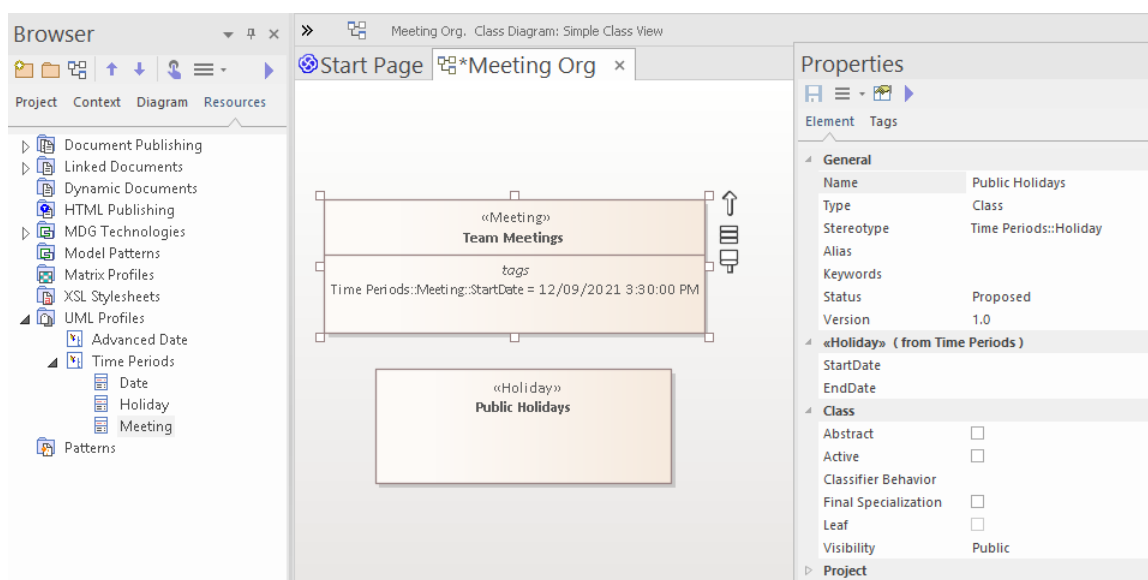 Browser
Project Context Diagram Resources
Document Publishing
Linked Documents
Dynamic Documents
HTML Publishing
MDG Technologies
Model Patterns
Matrix Profiles
XSL Stylesheets
UML Profiles
Advanced Date
Time Periods
Date
Holiday
Meeting
Patterns
Meeting Org. Class Diagram: Simple Class View
Start Page *Meeting Org ×
«Meeting»
Team Meetings
tags
Time Periods::Meeting::StartDate = 12/09/2021 3:30:00 PM
«Holiday»
Public Holidays
Properties
Element Tags
General
Name Public Holidays
Type Class
Stereotype Time Periods::Holiday
Alias
Keywords
Status Proposed
Version 1.0
«Holiday» ( from Time Periods )
StartDate
EndDate
Class
Abstract
Active
Classifier Behavior
Final Specialization
Leaf
Visibility Public
Project